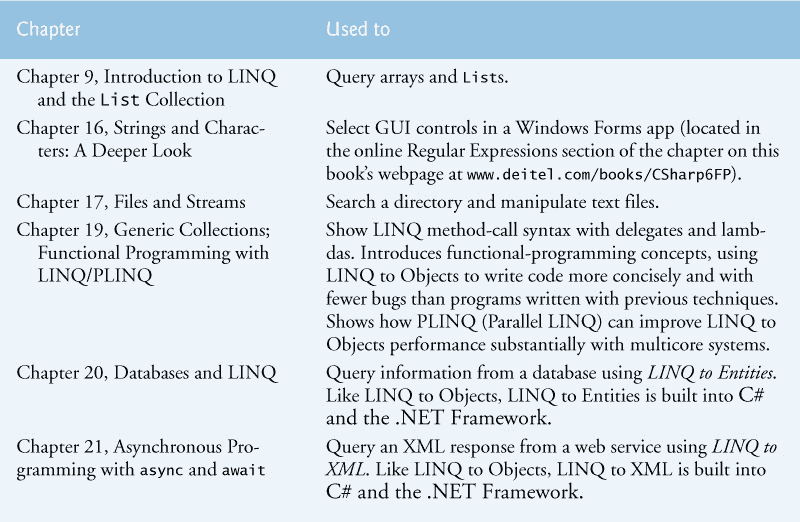 Chapter Used to
Chapter 9, Introduction to LINQ
and the List Collection
Query arrays and Lists.
Chapter 16, Strings and Charac-
ters: A Deeper Look
Select GUI controls in a Windows Forms app (located in
the online Regular Expressions section of the chapter on this
book's webpage at www.deitel.com/books/CSharp6FP).
Chapter 17, Files and Streams
Search a directory and manipulate text files.
Chapter 19, Generic Collections;
Functional Programming with
LINQ/PLINQ
Show LINQ method-call syntax with delegates and lamb-
das. Introduces functional-programming concepts, using
LINQ to Objects to write code more concisely and with
fewer bugs than programs written with previous techniques.
Shows how PLINQ (Parallel LINQ) can improve LINQ to
Objects performance substantially with multicore systems.
Chapter 20, Databases and LINQ
Query information from a database using LINQ to Entities.
Like LINQ to Objects, LINQ to Entities is built into C#
and the .NET Framework.
Chapter 21, Asynchronous Pro-
gramming with async and await
Query an XML response from a web service using LINQ to
XML. Like LINQ to Objects, LINQ to XML is built into
C# and the .NET Framework.